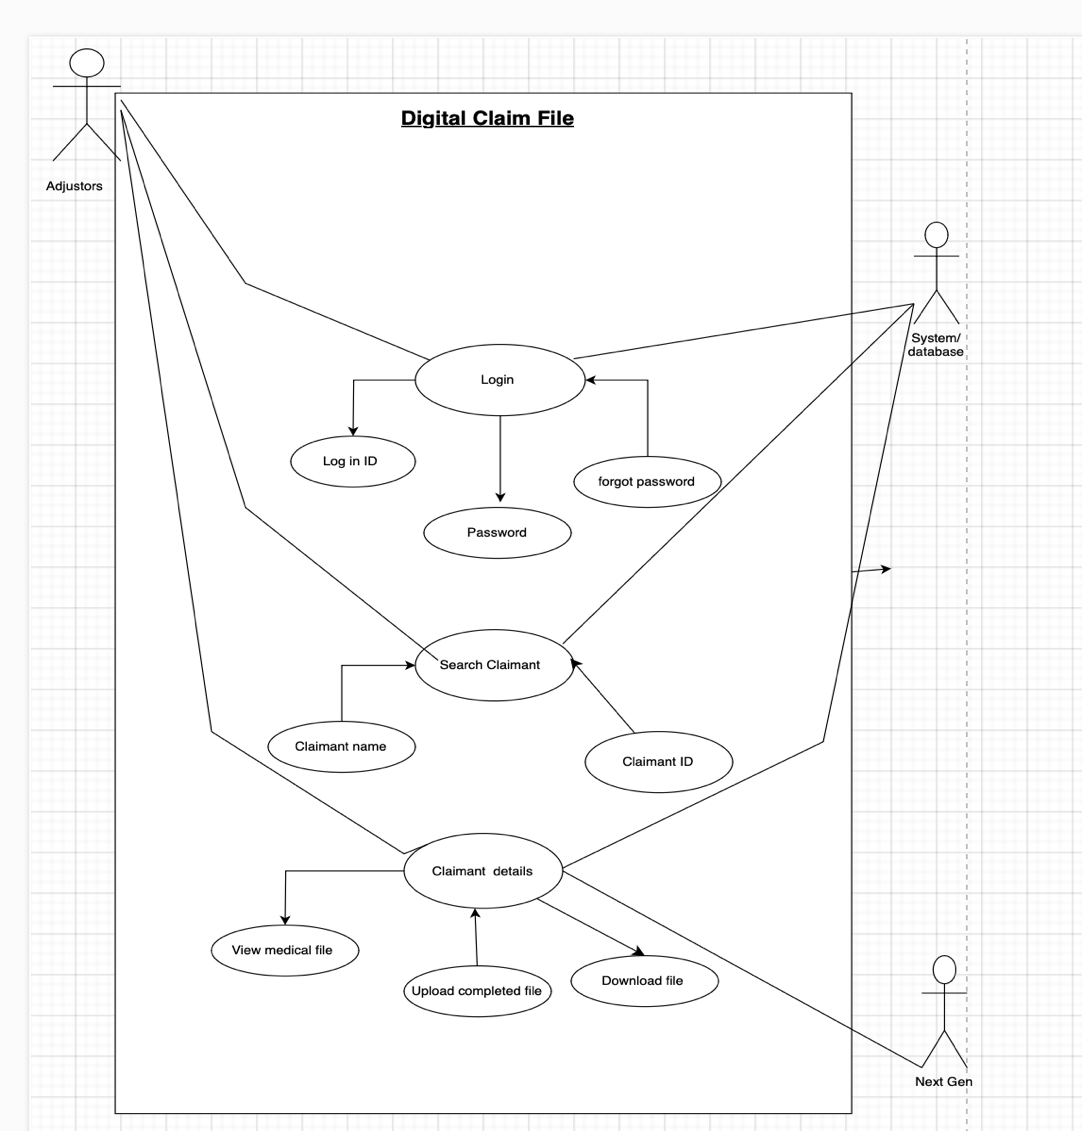 Digital Claim File
Adjustors
System/
database
Login
Log in ID
forgot password
Password
Search Claimant
Claimant name
Claimant ID
Claimant  details
View medical file
Upload completed file
Download file
Next Gen